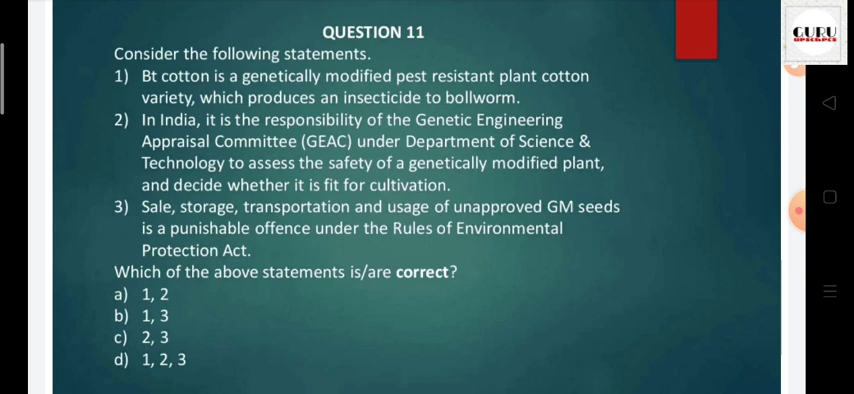 GURU
UPSC&PCS
QUESTION 11
Consider the following statements.
1) Bt cotton is a genetically modified pest resistant plant cotton
variety, which produces an insecticide to bollworm.
2) In India, it is the responsibility of the Genetic Engineering
Appraisal Committee (GEAC) under Department of Science &
Technology to assess the safety of a genetically modified plant,
and decide whether it is fit for cultivation.
3) Sale, storage, transportation and usage of unapproved GM seeds
is a punishable offence under the Rules of Environmental
Protection Act.
Which of the above statements is/are correct?
a) 1, 2
b) 1, 3
c) 2, 3
d) 1, 2, 3